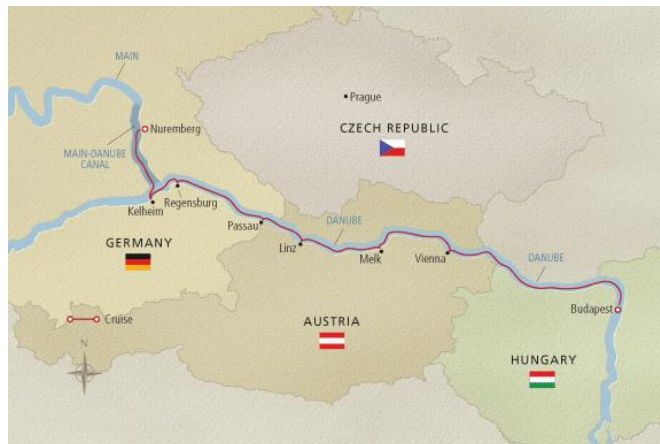 MAIN
Prague
Nuremberg
CZECH REPUBLIC
MAIN-DANUBE
CANAL
Regensburg
Kelheim
Passau
DANUBE
GERMANY
Linz
Melk
Vienna
DANUBE
Budapest
Cruise
AUSTRIA
N
HUNGARY